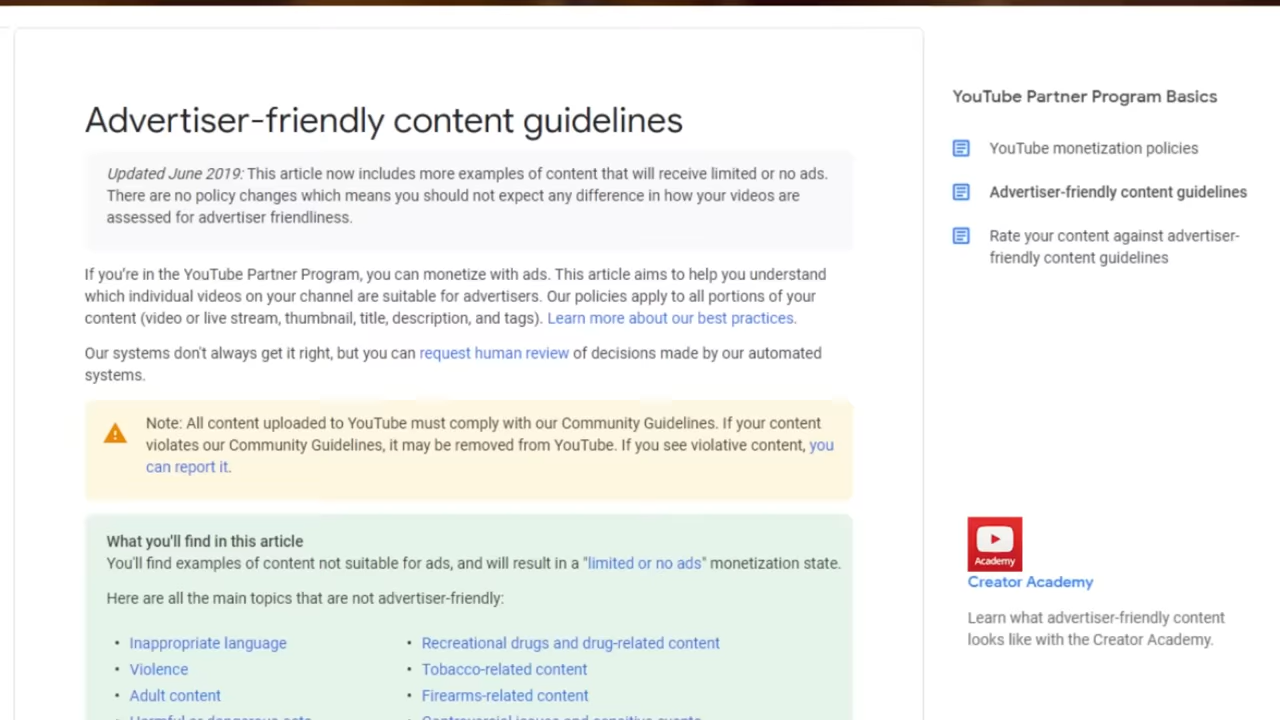 Advertiser-friendly content guidelines
Updated June 2019: This article now includes more examples of content that will receive limited or no ads.
There are no policy changes which means you should not expect any difference in how your videos are
assessed for advertiser friendliness.
If you're in the YouTube Partner Program, you can monetize with ads. This article aims to help you understand
which individual videos on your channel are suitable for advertisers. Our policies apply to all portions of your
content (video or live stream, thumbnail, title, description, and tags). Learn more about our best practices.
Our systems don't always get it right, but you can request human review of decisions made by our automated
systems.
Note: All content uploaded to YouTube must comply with our Community Guidelines. If your content
violates our Community Guidelines, it may be removed from YouTube. If you see violative content, you
can report it.
What you'll find in this article
You'll find examples of content not suitable for ads, and will result in a "limited or no ads" monetization state.
Here are all the main topics that are not advertiser-friendly:
• Inappropriate language
• Violence
• Adult content
• Recreational drugs and drug-related content
• Tobacco-related content
• Firearms-related content
YouTube Partner Program Basics
YouTube monetization policies
Advertiser-friendly content guidelines
Rate your content against advertiser-
friendly content guidelines
Academy
Creator Academy
Learn what advertiser-friendly content
looks like with the Creator Academy.